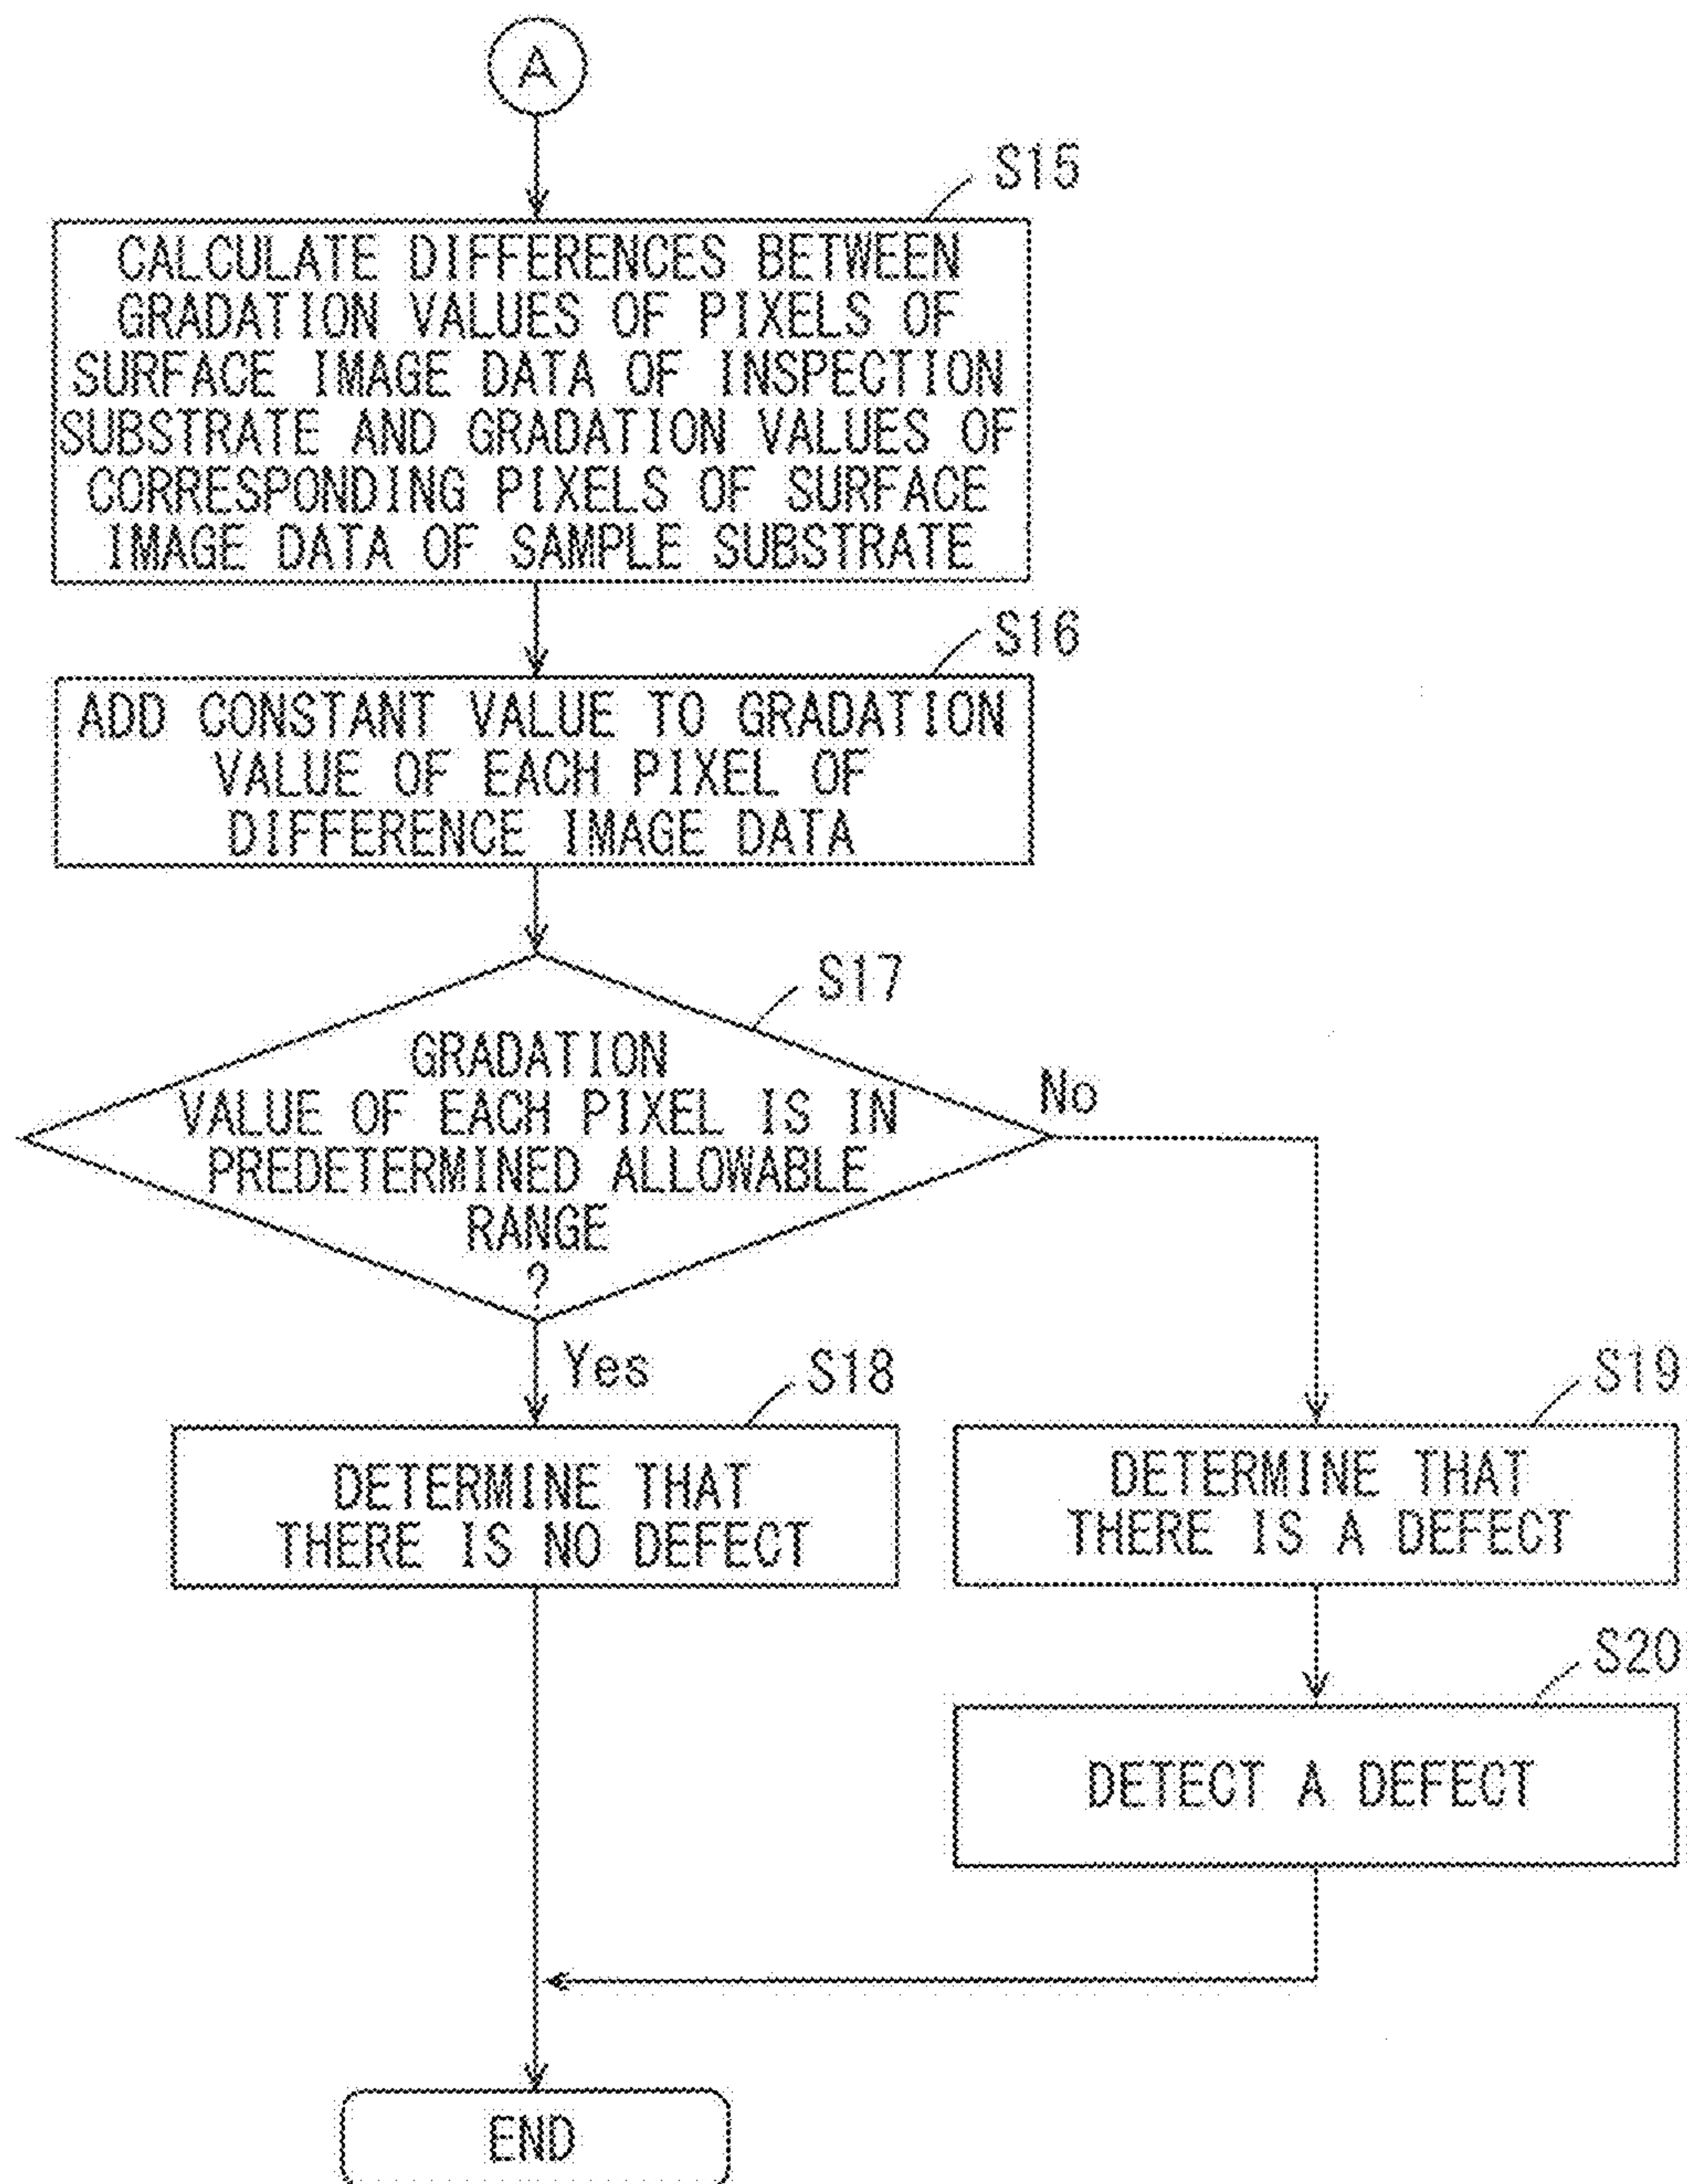 A
S15
CALCULATE DIFFERENCES BETWEEN
GRADATION VALUES OF PIXELS OF
SURFACE IMAGE DATA OF INSPECTION
SUBSTRATE AND GRADATION VALUES OF
CORRESPONDING PIXELS OF SURFACE
IMAGE DATA OF SAMPLE SUBSTRATE
S16
ADD CONSTANT VALUE TO GRADATION
VALUE OF EACH PIXEL OF
DIFFERENCE IMAGE DATA
S17
GRADATION
VALUE OF EACH PIXEL IS IN
PREDETERMINED ALLOWABLE
RANGE
?
No
Yes
S18
DETERMINE THAT
THERE IS NO DEFECT
S19
DETERMINE THAT
THERE IS A DEFECT
S20
DETECT A DEFECT
END